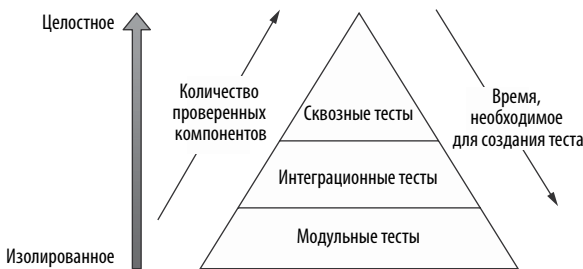 Целостное
Количество
проверенных
компонентов
Сквозные тесты
Время,
необходимое
для создания теста
Интеграционные тесты
Модульные тесты
Изолированное